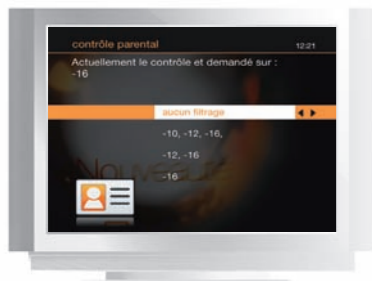 contrôle parental
12:21
Actuellement le contrôle et demandé sur :
-16
aucun filtrage
-10, -12, -16,
-12, -16
-16
Nouveauté